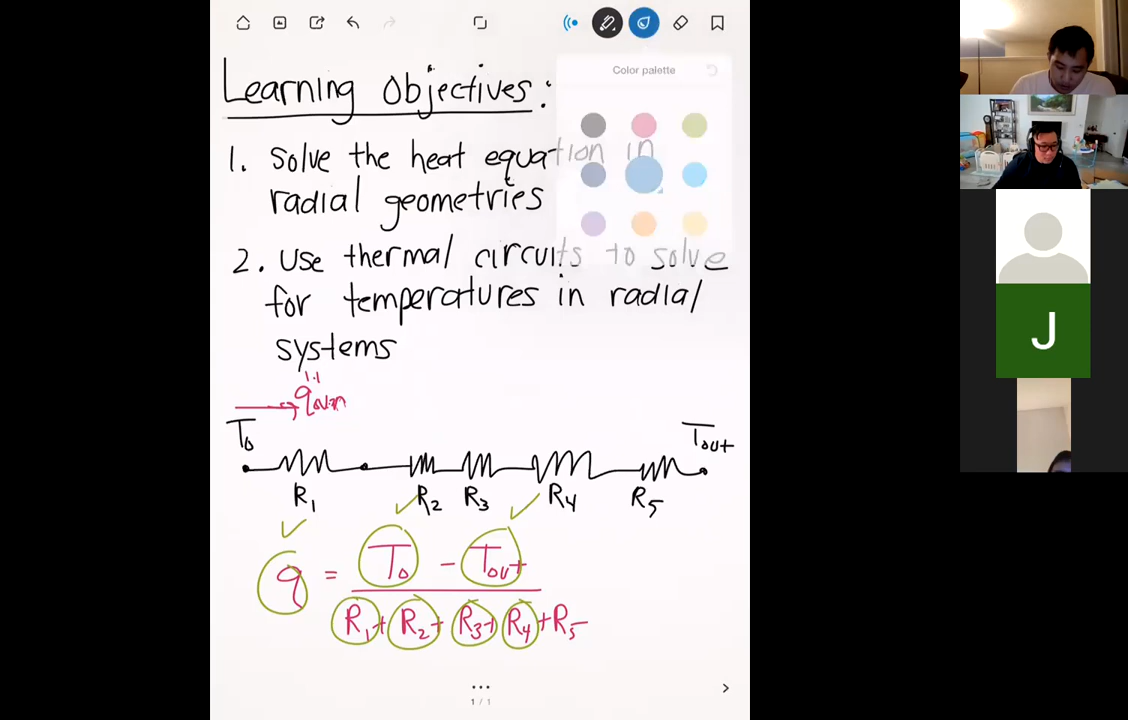 Color palette
Learning Objectives:
1. Solve the heat equation in
radial geometries
2. Use thermal circuits to solve
for temperatures in radial
systems
J
T₀
Tout
R₁ R₂ R₃ R₄ R₅
q = T₀ - Tout
R₁+R₂+R₃+R₄+R₅
1 / 1